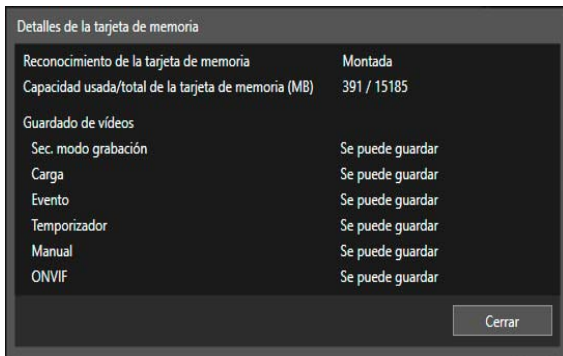 Detalles de la tarjeta de memoria
Reconocimiento de la tarjeta de memoria Montada
Capacidad usada/total de la tarjeta de memoria (MB) 391 / 15185
Guardado de vídeos
Sec. modo grabación Se puede guardar
Carga Se puede guardar
Evento Se puede guardar
Temporizador Se puede guardar
Manual Se puede guardar
ONVIF Se puede guardar
Cerrar